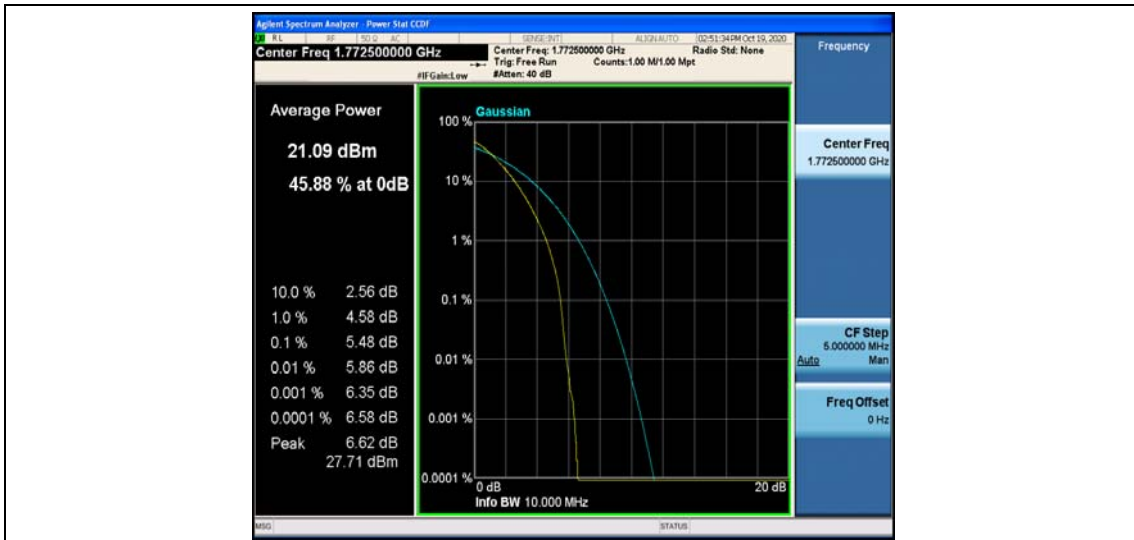 Agilent Spectrum Analyzer - Power Stat CCDF
RL RF 50 Ω AC SENSE:INT ALIGN AUTO 02:51:34 PM Oct 19, 2020
Center Freq 1.772500000 GHz
Center Freq: 1.772500000 GHz Radio Std: None
Trig: Free Run Counts:1.00 M/1.00 Mpt
#IFGain:Low #Atten: 40 dB
Frequency
Average Power
21.09 dBm
45.88 % at 0dB
10.0 % 2.56 dB
1.0 % 4.58 dB
0.1 % 5.48 dB
0.01 % 5.86 dB
0.001 % 6.35 dB
0.0001 % 6.58 dB
Peak 6.62 dB
27.71 dBm
Gaussian
100 %
10 %
1 %
0.1 %
0.01 %
0.001 %
0.0001 %
0 dB 20 dB
Info BW 10.000 MHz
Center Freq
1.772500000 GHz
CF Step
5.000000 MHz
Auto Man
Freq Offset
0 Hz
MSG STATUS